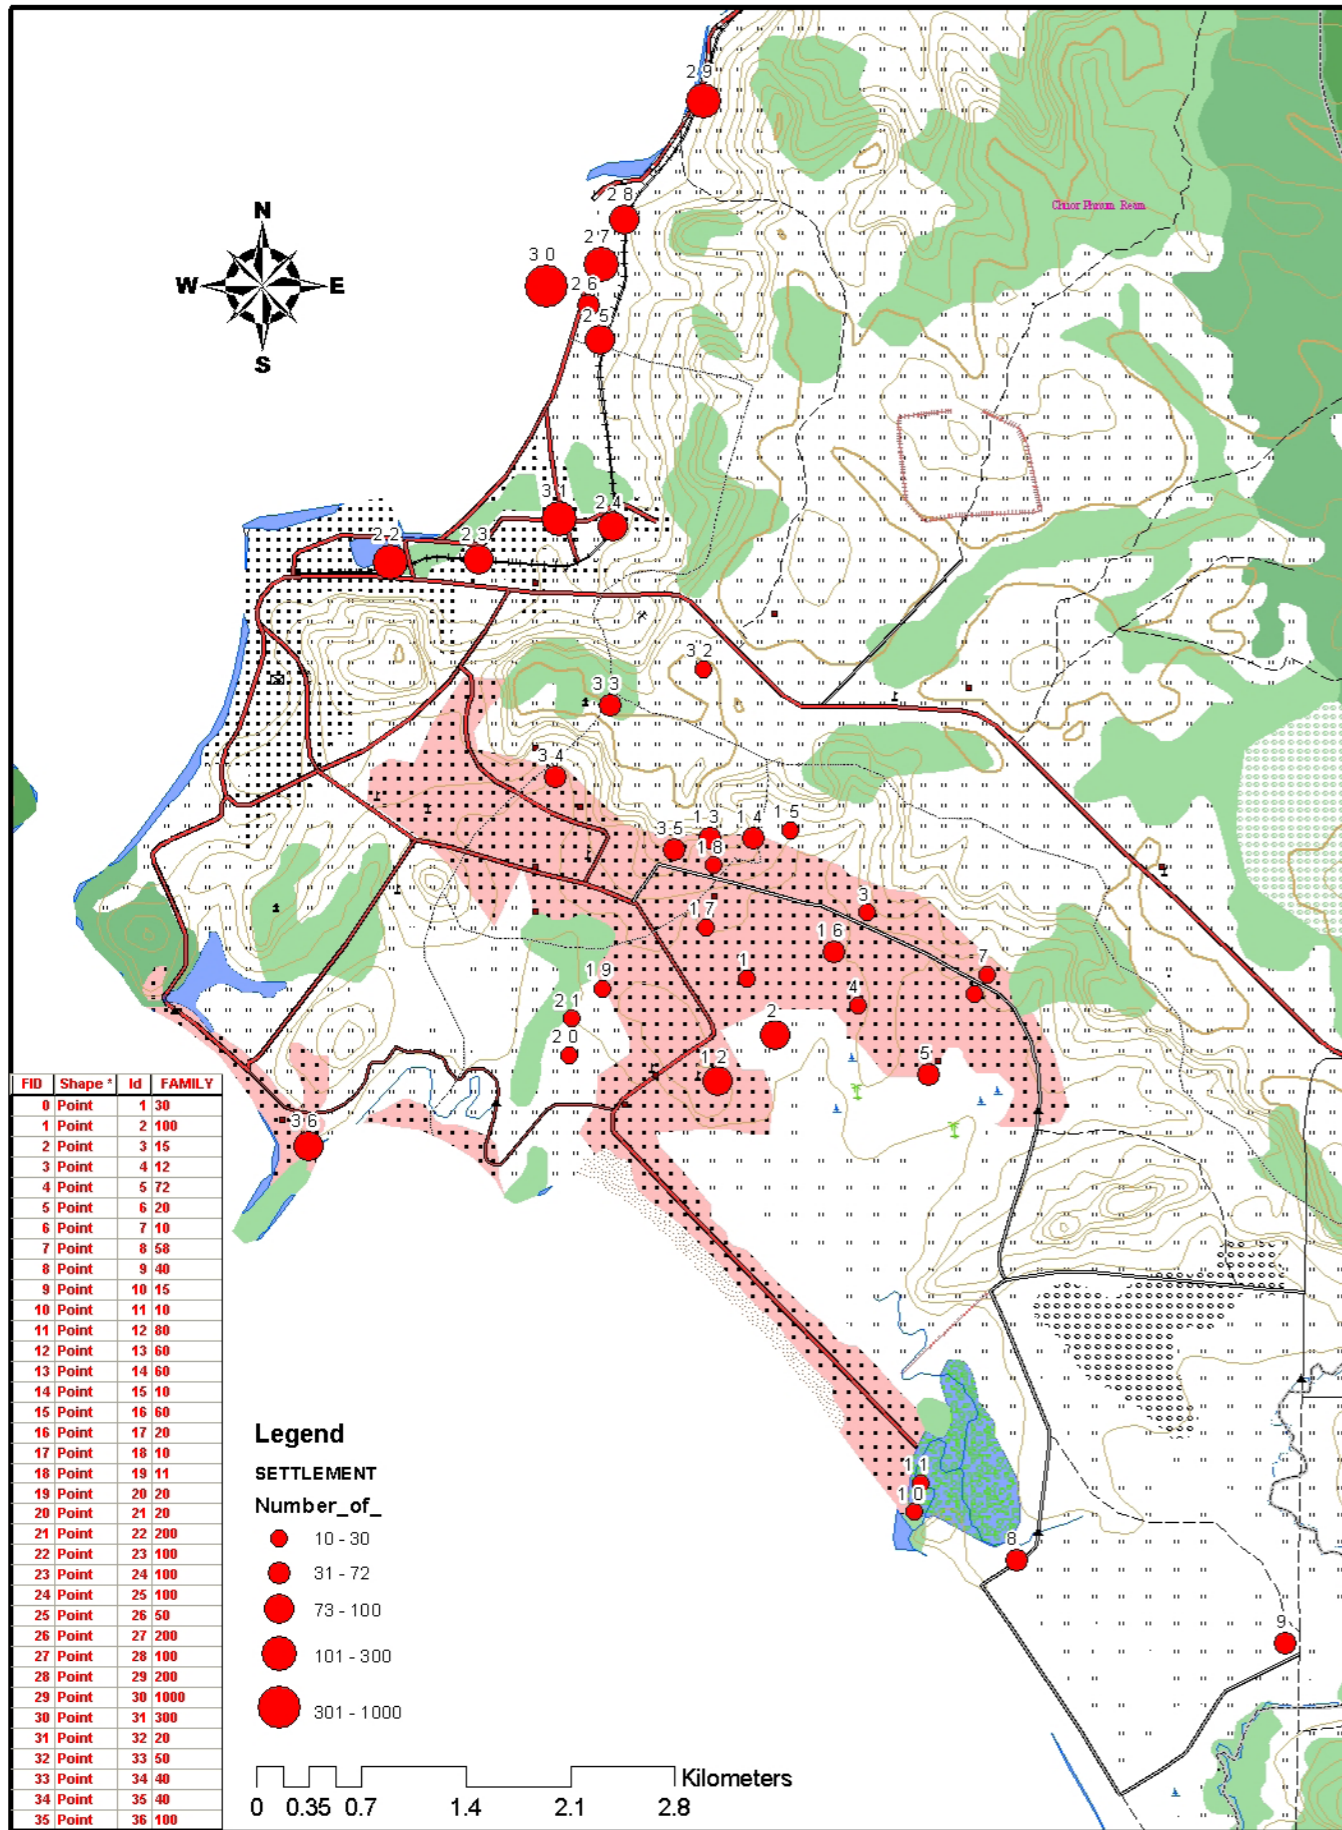 29
28
27
30
26
25
31
24
22
23
32
33
34
15
13
14
35
18
3
17
16
7
1
19
4
21
2
20
12
5
36
11
10
8
9
Chuor Phnum Ream
N
W E
S
FID Shape * Id FAMILY
0 Point 1 30
1 Point 2 100
2 Point 3 15
3 Point 4 12
4 Point 5 72
5 Point 6 20
6 Point 7 10
7 Point 8 58
8 Point 9 40
9 Point 10 15
10 Point 11 10
11 Point 12 80
12 Point 13 60
13 Point 14 60
14 Point 15 10
15 Point 16 60
16 Point 17 20
17 Point 18 10
18 Point 19 11
19 Point 20 20
20 Point 21 20
21 Point 22 200
22 Point 23 100
23 Point 24 100
24 Point 25 100
25 Point 26 50
26 Point 27 200
27 Point 28 100
28 Point 29 200
29 Point 30 1000
30 Point 31 300
31 Point 32 20
32 Point 33 50
33 Point 34 40
34 Point 35 40
35 Point 36 100
Legend
SETTLEMENT
Number_of_
10 - 30
31 - 72
73 - 100
101 - 300
301 - 1000
Kilometers
0 0.35 0.7 1.4 2.1 2.8